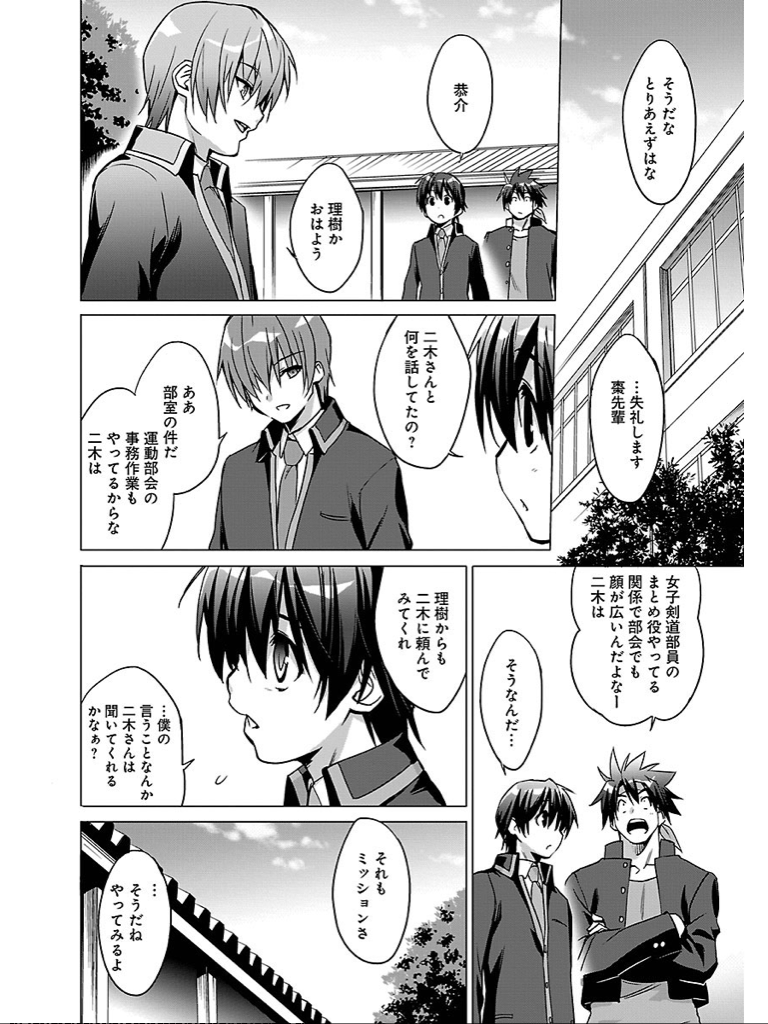 そうだな
とりあえずはな
…失礼します
棗先輩
恭介
理樹か
おはよう
二木さんと
何を話してたの？
ああ
部室の件だ
運動部会の
事務作業も
やってるからな
二木は
女子剣道部員の
まとめ役やってる
関係で部会でも
顔が広いんだよなー
二木は
そうなんだ…
理樹からも
二木に頼んで
みてくれ
…僕の
言うことなんか
二木さんは
聞いてくれる
かなぁ？
それも
ミッションさ
…
そうだね
やってみるよ